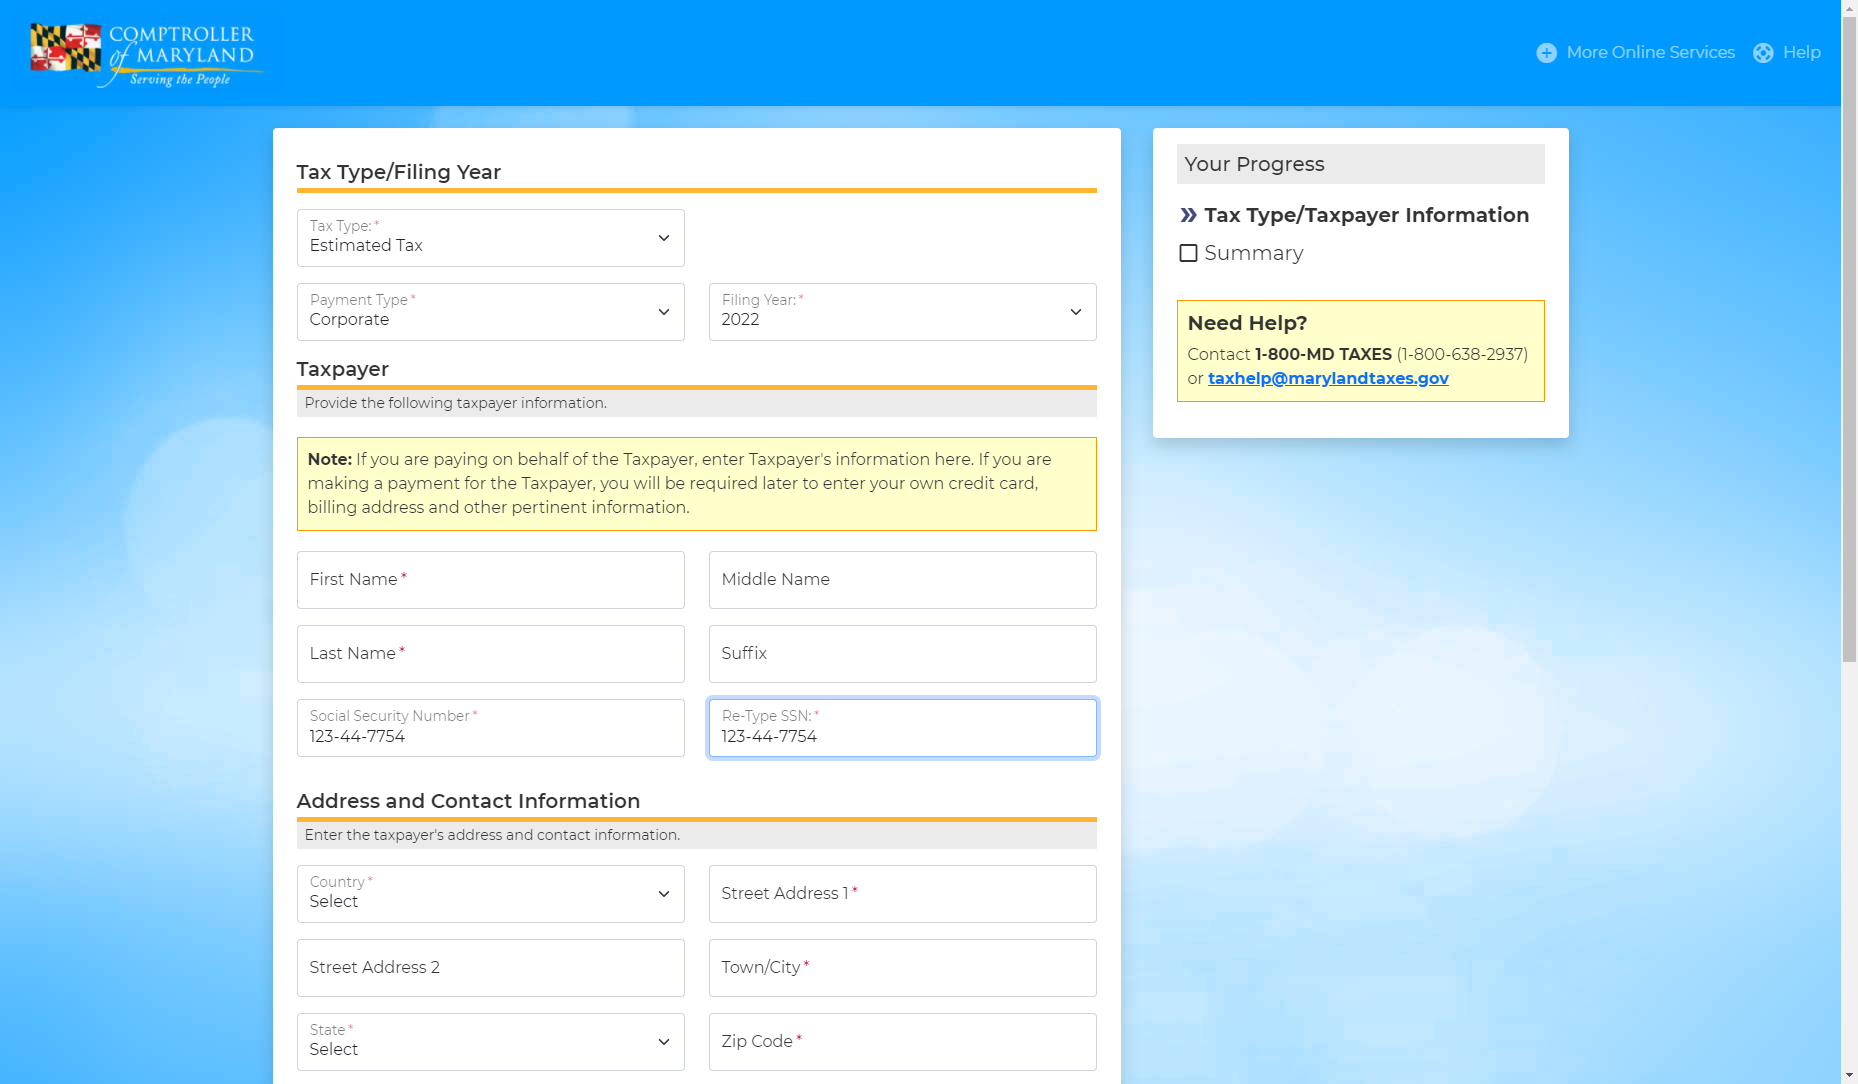 COMPTROLLER
of MARYLAND
Serving the People
More Online Services
Help
Tax Type/Filing Year
Tax Type: *
Estimated Tax
Payment Type *
Corporate
Filing Year: *
2022
Taxpayer
Provide the following taxpayer information.
Note: If you are paying on behalf of the Taxpayer, enter Taxpayer's information here. If you are
making a payment for the Taxpayer, you will be required later to enter your own credit card,
billing address and other pertinent information.
First Name *
Middle Name
Last Name *
Suffix
Social Security Number *
123-44-7754
Re-Type SSN: *
123-44-7754
Address and Contact Information
Enter the taxpayer's address and contact information.
Country *
Select
Street Address 1 *
Street Address 2
Town/City *
State *
Select
Zip Code *
Your Progress
Tax Type/Taxpayer Information
Summary
Need Help?
Contact 1-800-MD TAXES (1-800-638-2937)
or taxhelp@marylandtaxes.gov